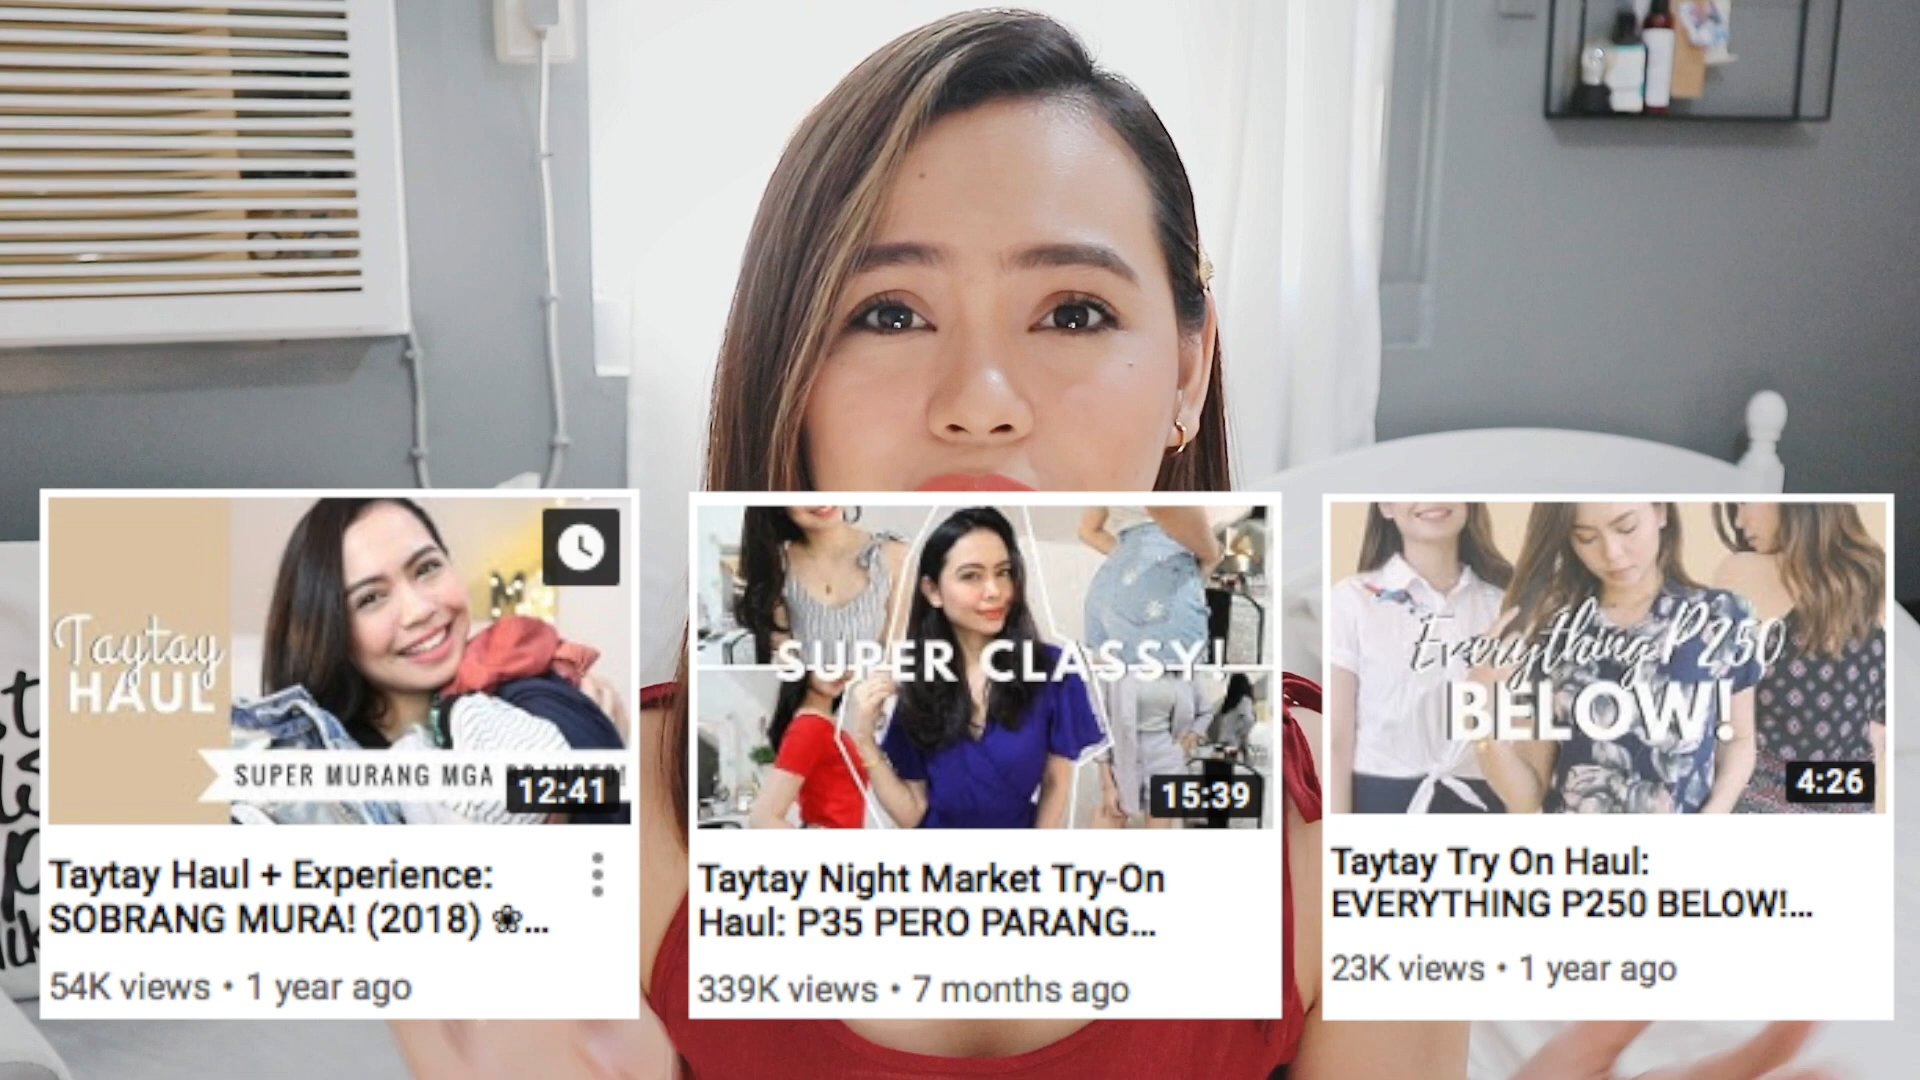 Taytay
HAUL
SUPER MURANG MGA
12:41
Taytay Haul + Experience:
SOBRANG MURA! (2018) ❀...
54K views • 1 year ago
SUPER CLASSY!
15:39
Taytay Night Market Try-On
Haul: P35 PERO PARANG...
339K views • 7 months ago
Everything P250
BELOW!
4:26
Taytay Try On Haul:
EVERYTHING P250 BELOW!...
23K views • 1 year ago